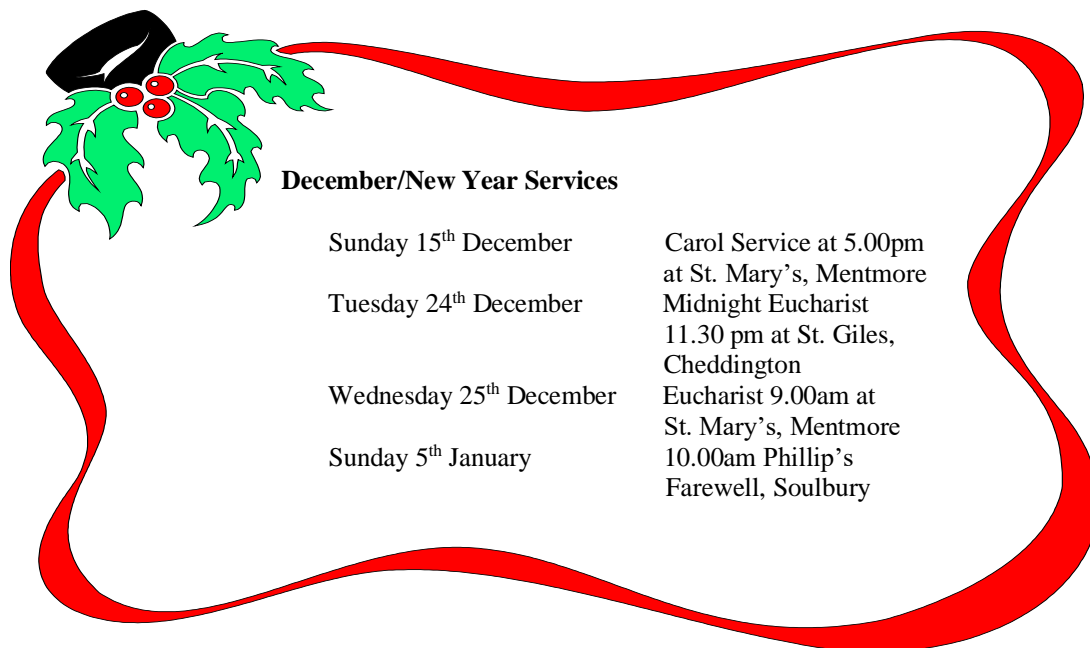 December/New Year Services
Sunday 15th December Carol Service at 5.00pm
at St. Mary’s, Mentmore
Tuesday 24th December Midnight Eucharist
11.30 pm at St. Giles,
Cheddington
Wednesday 25th December Eucharist 9.00am at
St. Mary’s, Mentmore
Sunday 5th January 10.00am Phillip’s
Farewell, Soulbury